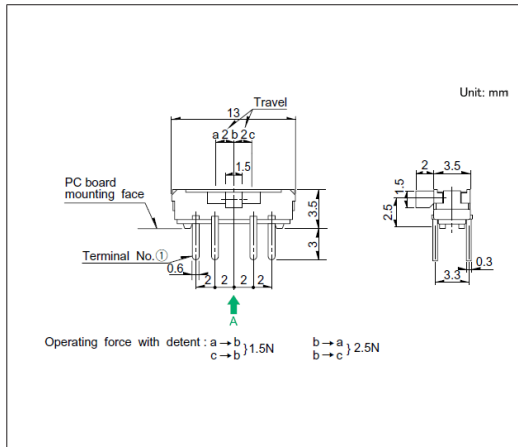 Unit: mm
13
Travel
a 2 b 2 c
1.5
PC board
mounting face
3.5
3
Terminal No.①
0.6
2 2 2 2
A
2 3.5
1.5
2.5
0.3
3.3
Operating force with detent : a→b
c→b } 1.5N
b→a
b→c } 2.5N